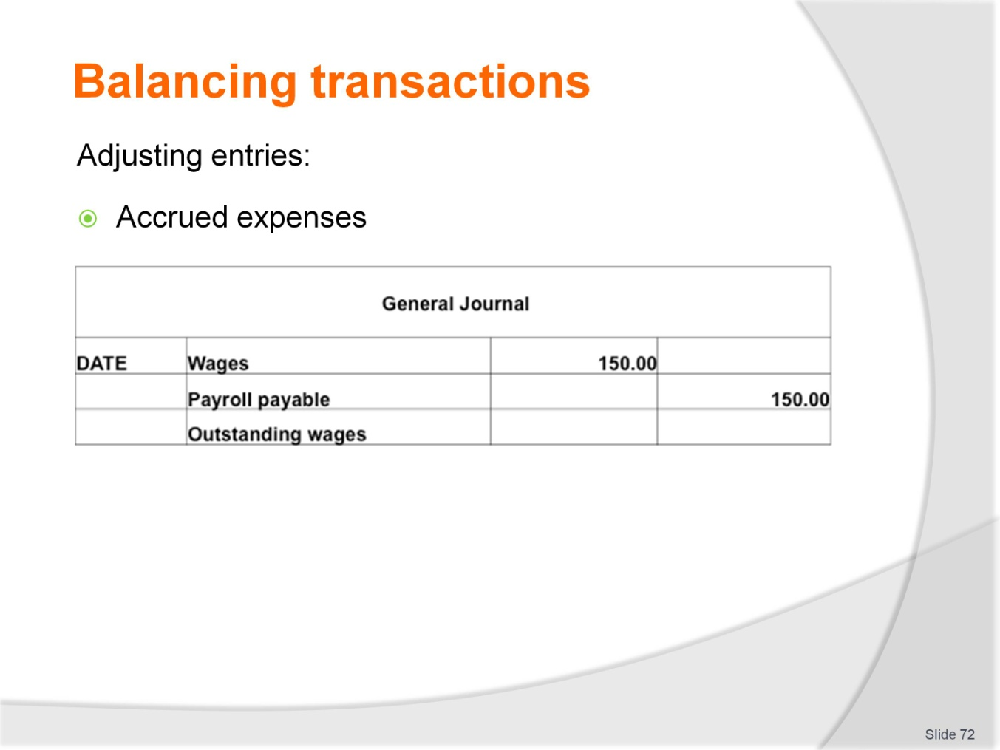 Balancing transactions
Adjusting entries:
Accrued expenses
General Journal
DATE Wages 150.00
Payroll payable 150.00
Outstanding wages
Slide 72